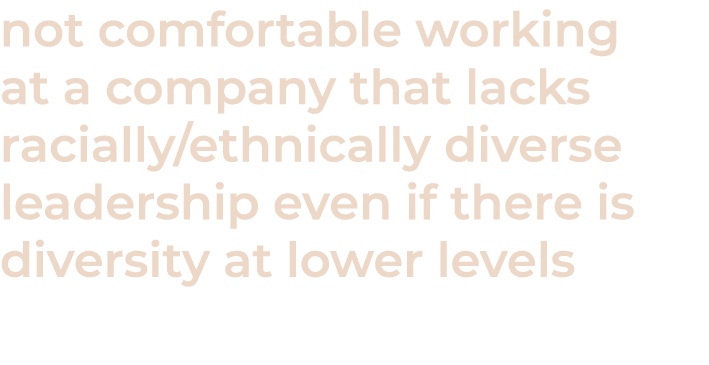 not comfortable working
at a company that lacks
racially/ethnically diverse
leadership even if there is
diversity at lower levels